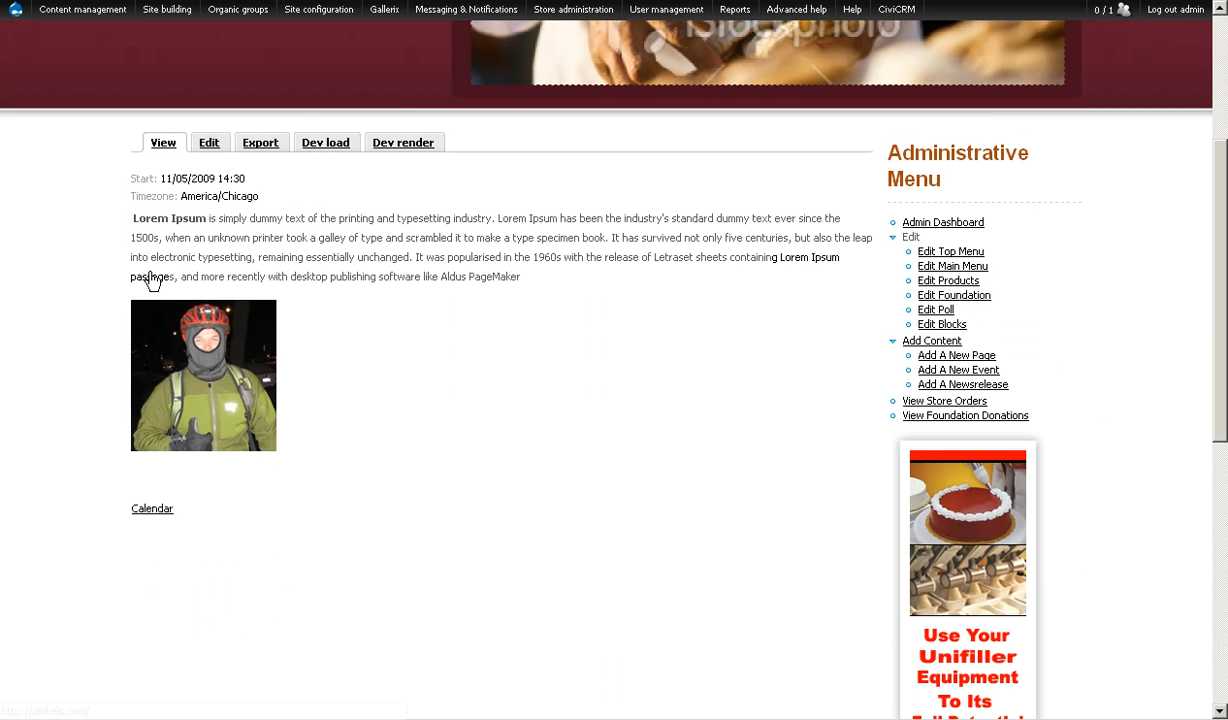 Content management Site building Organic groups Site configuration Gallerix Messaging & Notifications Store administration User management Reports Advanced help Help CiviCRM 0 / 1 Log out admin
iStockphoto
View Edit Export Dev load Dev render
Start: 11/05/2009 14:30
Timezone: America/Chicago
Lorem Ipsum is simply dummy text of the printing and typesetting industry. Lorem Ipsum has been the industry's standard dummy text ever since the
1500s, when an unknown printer took a galley of type and scrambled it to make a type specimen book. It has survived not only five centuries, but also the leap
into electronic typesetting, remaining essentially unchanged. It was popularised in the 1960s with the release of Letraset sheets containing Lorem Ipsum
passages, and more recently with desktop publishing software like Aldus PageMaker
Calendar
Administrative
Menu
Admin Dashboard
Edit
Edit Top Menu
Edit Main Menu
Edit Products
Edit Foundation
Edit Poll
Edit Blocks
Add Content
Add A New Page
Add A New Event
Add A Newsrelease
View Store Orders
View Foundation Donations
Use Your
Unifiller
Equipment
To Its